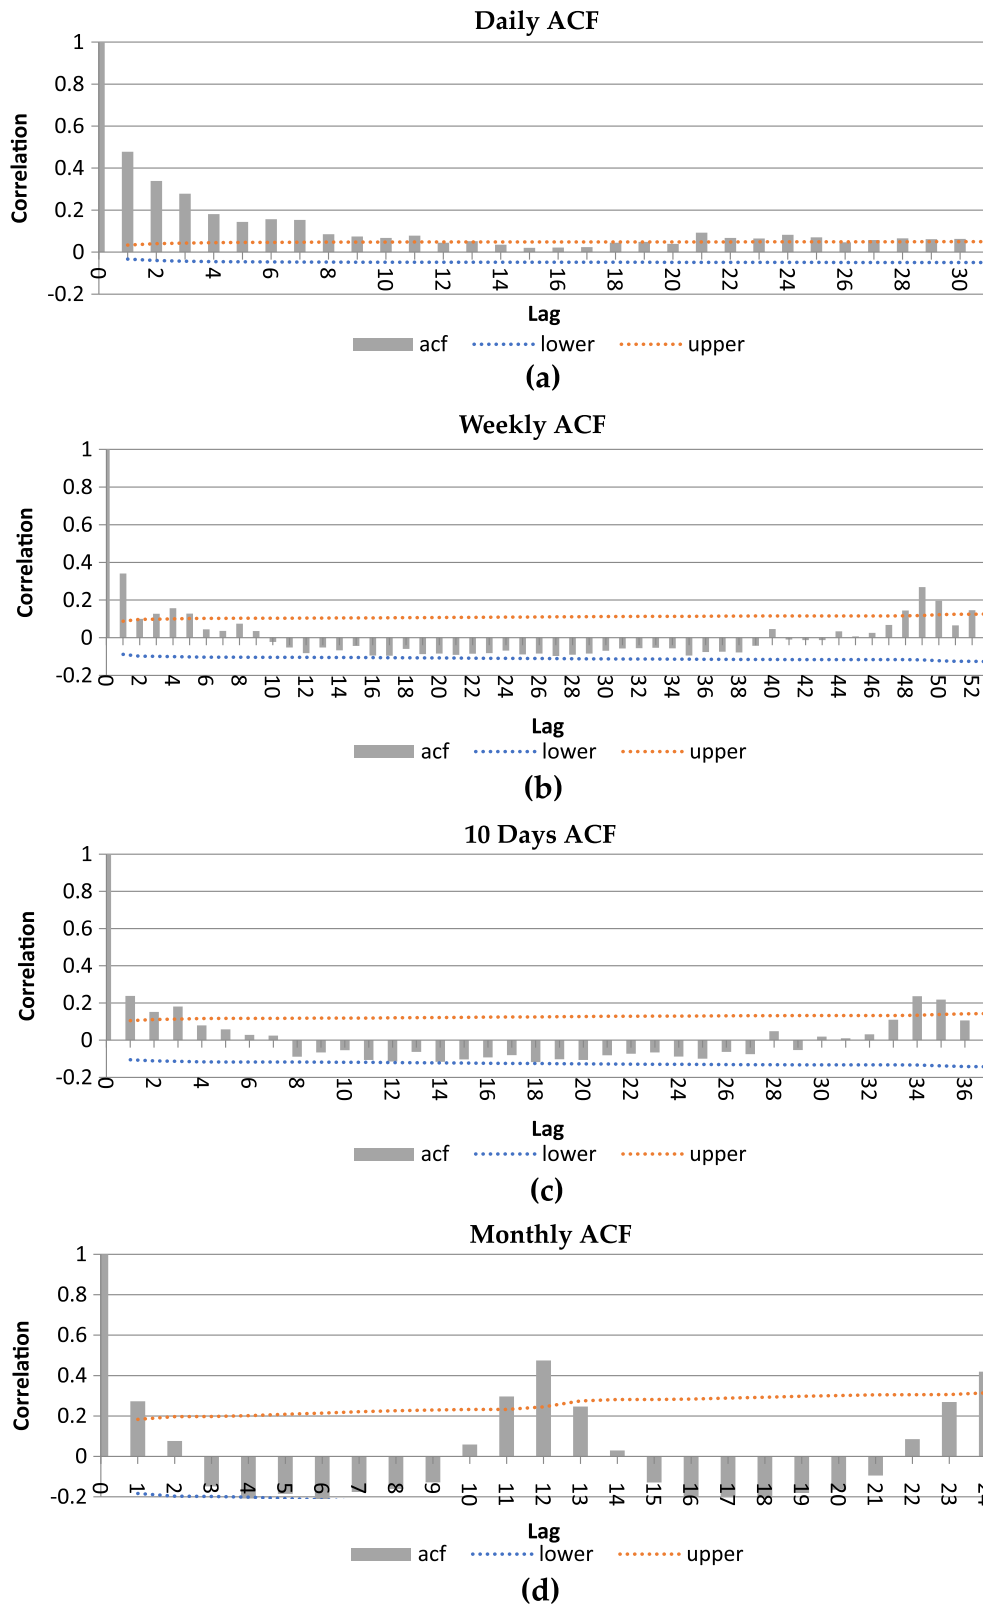 Daily ACF
1
0.8
0.6
0.4
0.2
0
-0.2
Correlation
0 2 4 6 8 10 12 14 16 18 20 22 24 26 28 30
Lag
acf lower upper
(a)
Weekly ACF
1
0.8
0.6
0.4
0.2
0
-0.2
Correlation
0 2 4 6 8 10 12 14 16 18 20 22 24 26 28 30 32 34 36 38 40 42 44 46 48 50 52
Lag
acf lower upper
(b)
10 Days ACF
1
0.8
0.6
0.4
0.2
0
-0.2
Correlation
0 2 4 6 8 10 12 14 16 18 20 22 24 26 28 30 32 34 36
Lag
acf lower upper
(c)
Monthly ACF
1
0.8
0.6
0.4
0.2
0
-0.2
Correlation
0 1 2 3 4 5 6 7 8 9 10 11 12 13 14 15 16 17 18 19 20 21 22 23 24
Lag
acf lower upper
(d)